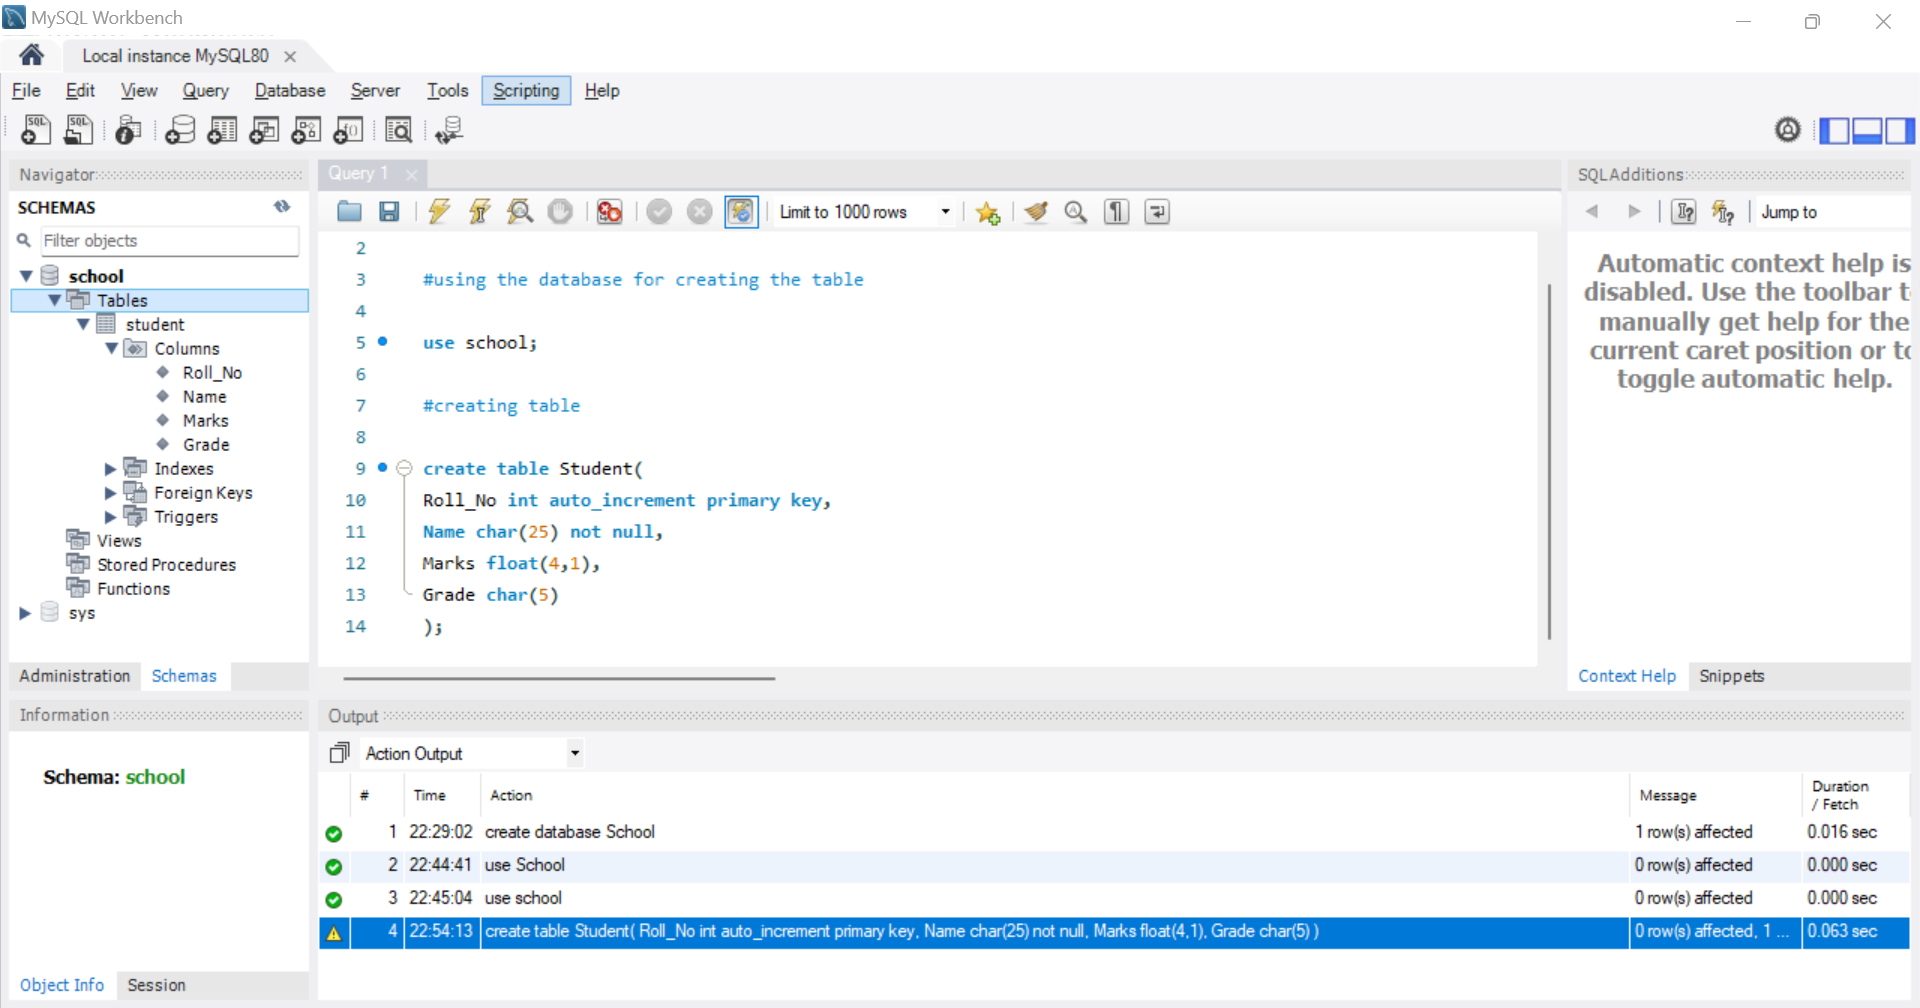 MySQL Workbench
Local instance MySQL80
File Edit View Query Database Server Tools Scripting Help
Navigator
SCHEMAS
Filter objects
school
Tables
student
Columns
Roll_No
Name
Marks
Grade
Indexes
Foreign Keys
Triggers
Views
Stored Procedures
Functions
sys
Administration Schemas
Information
Schema: school
Object Info Session
Query 1
Limit to 1000 rows
2
3 #using the database for creating the table
4
5 use school;
6
7 #creating table
8
9 create table Student(
10 Roll_No int auto_increment primary key,
11 Name char(25) not null,
12 Marks float(4,1),
13 Grade char(5)
14 );
SQLAdditions
Jump to
Automatic context help is
disabled. Use the toolbar t
manually get help for the
current caret position or to
toggle automatic help.
Context Help Snippets
Output
Action Output
# Time Action Message Duration / Fetch
1 22:29:02 create database School 1 row(s) affected 0.016 sec
2 22:44:41 use School 0 row(s) affected 0.000 sec
3 22:45:04 use school 0 row(s) affected 0.000 sec
4 22:54:13 create table Student( Roll_No int auto_increment primary key, Name char(25) not null, Marks float(4,1), Grade char(5) ) 0 row(s) affected, 1 ... 0.063 sec